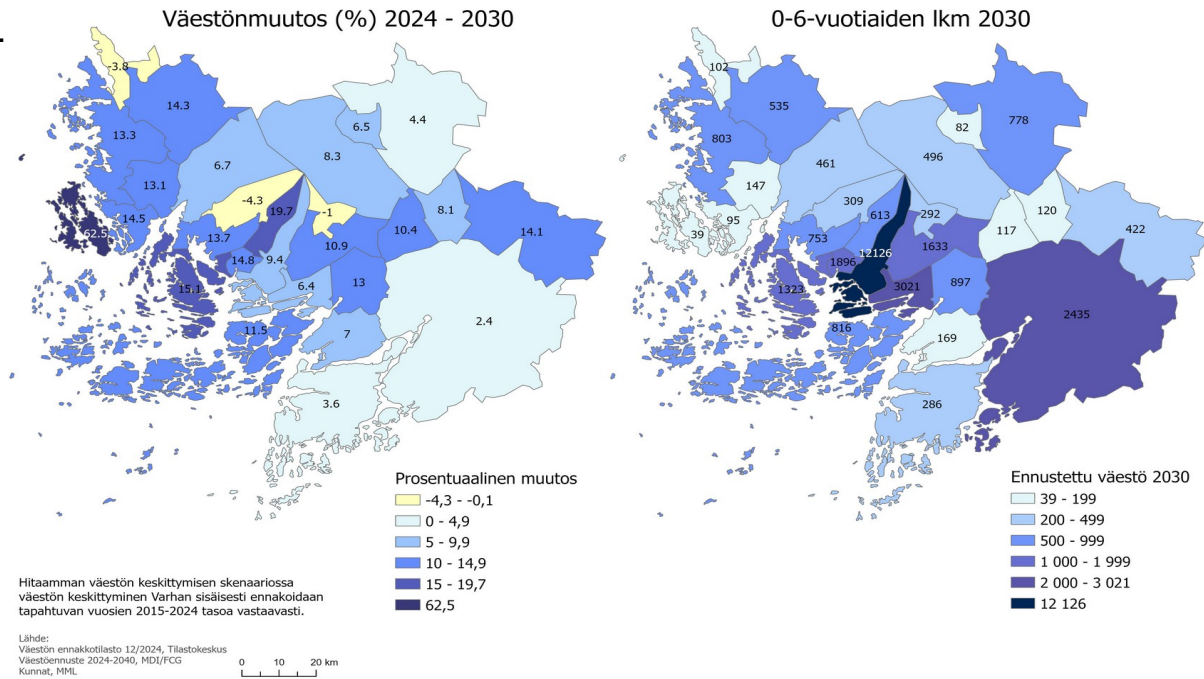 Väestönmuutos (%) 2024 - 2030
-3.8
14.3
13.3
6.5
4.4
8.3
6.7
13.1
-4.3
19.7
-1
8.1
14.5
62.5
13.7
10.9
10.4
14.1
14.8
9.4
15.1
6.4
13
11.5
7
2.4
3.6
Prosentuaalinen muutos
-4,3 - -0,1
0 - 4,9
5 - 9,9
10 - 14,9
15 - 19,7
62,5
Hitaamman väestön keskittymisen skenaariossa
väestön keskittyminen Varhan sisäisesti ennakoidaan
tapahtuvan vuosien 2015-2024 tasoa vastaavasti.
Lähde:
Väestön ennakkotilasto 12/2024, Tilastokeskus
Väestöennuste 2024-2040, MDI/FCG
Kunnat, MML
0 10 20 km
0-6-vuotiaiden lkm 2030
102
535
803
82
778
496
461
147
309
613
292
120
95
39
753
12126
1633
117
422
1896
1323
3021
897
816
169
2435
286
Ennustettu väestö 2030
39 - 199
200 - 499
500 - 999
1 000 - 1 999
2 000 - 3 021
12 126